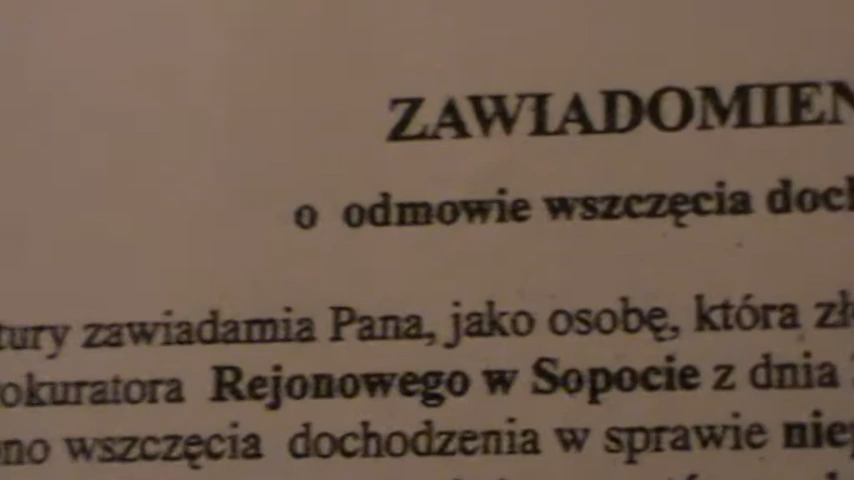 ZAWIADOMIEN
o odmowie wszczęcia doch
tury zawiadamia Pana, jako osobę, która zł
okuratora Rejonowego w Sopocie z dnia
no wszczęcia dochodzenia w sprawie nie